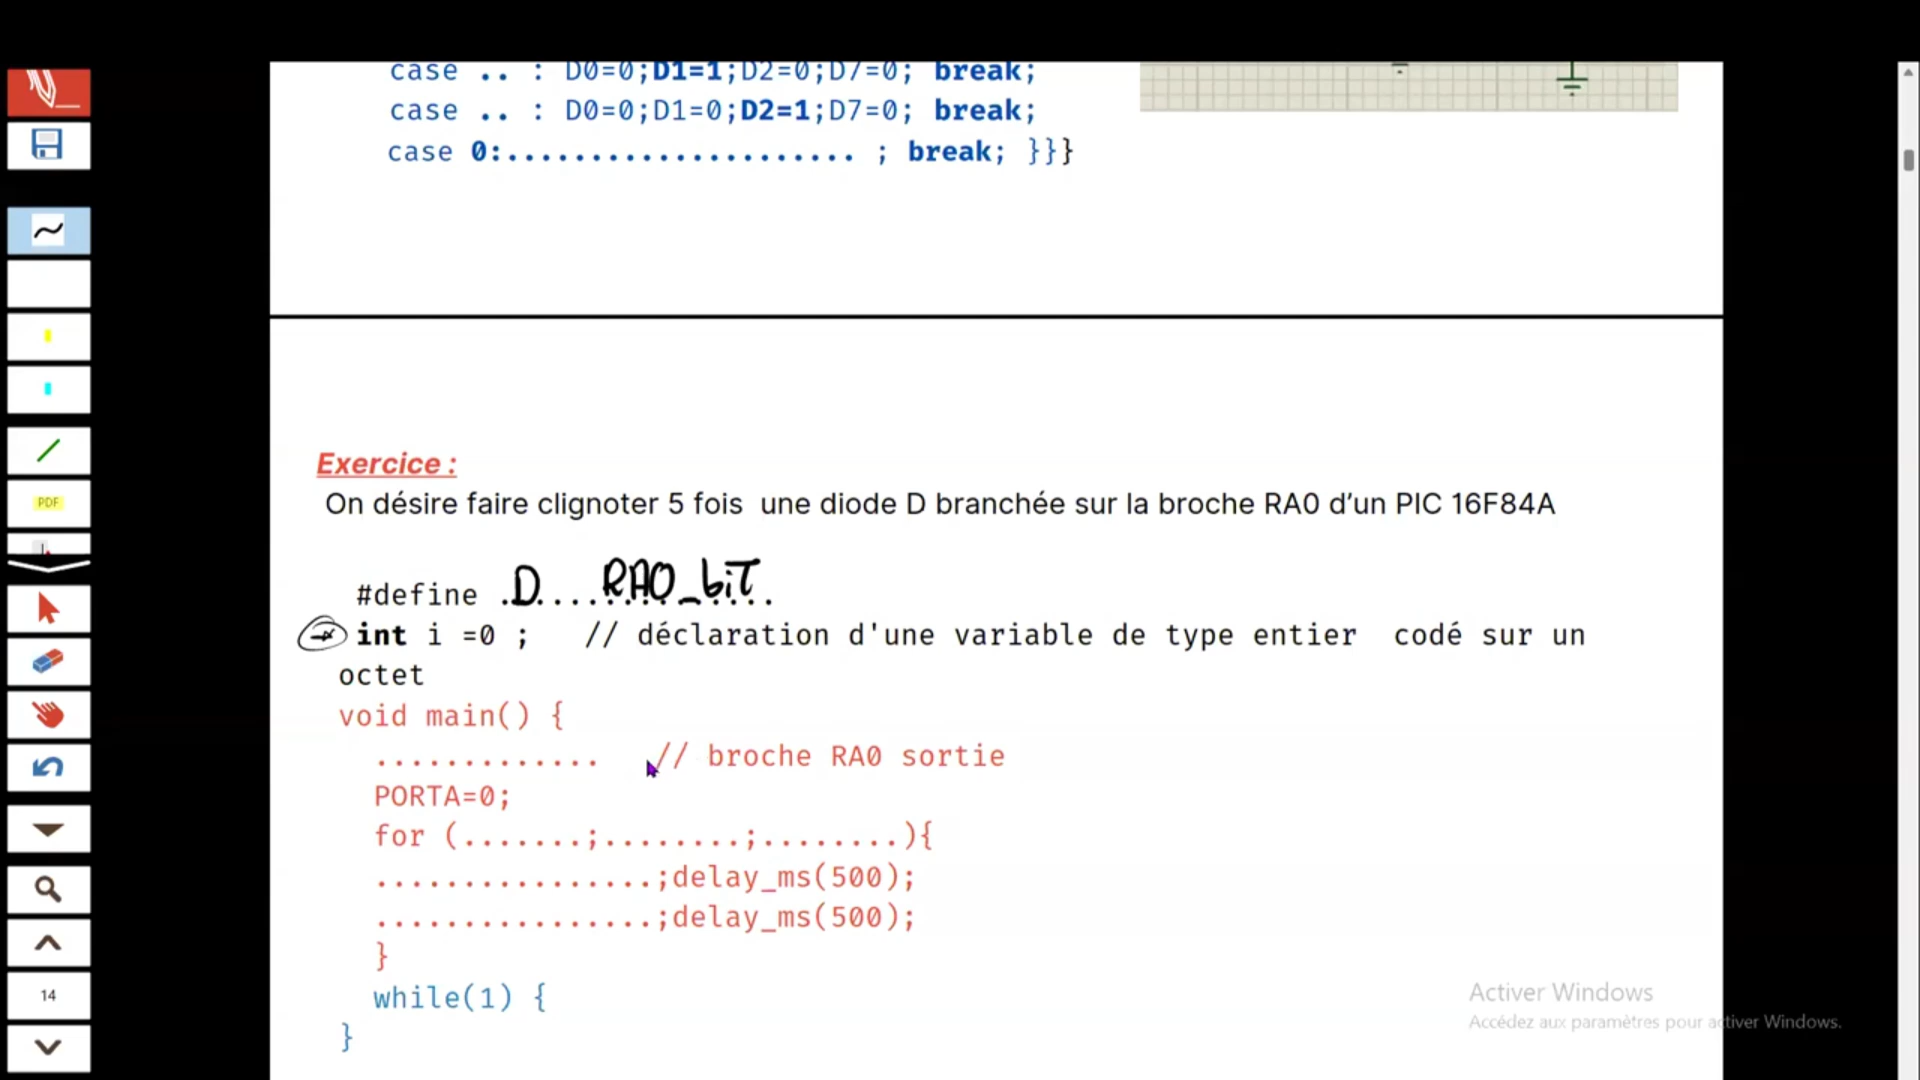 case .. : D0=0;D1=1;D2=0;D7=0; break;
case .. : D0=0;D1=0;D2=1;D7=0; break;
case 0:..................... ; break; }}}
Exercice :
On désire faire clignoter 5 fois une diode D branchée sur la broche RA0 d’un PIC 16F84A
#define .D....RA0_biT....
int i =0 ; // déclaration d'une variable de type entier codé sur un
octet
void main() {
............. // broche RA0 sortie
PORTA=0;
for (.......;........;........){
................;delay_ms(500);
................;delay_ms(500);
}
while(1) {
}
PDF
14
Activer Windows
Accédez aux paramètres pour activer Windows.